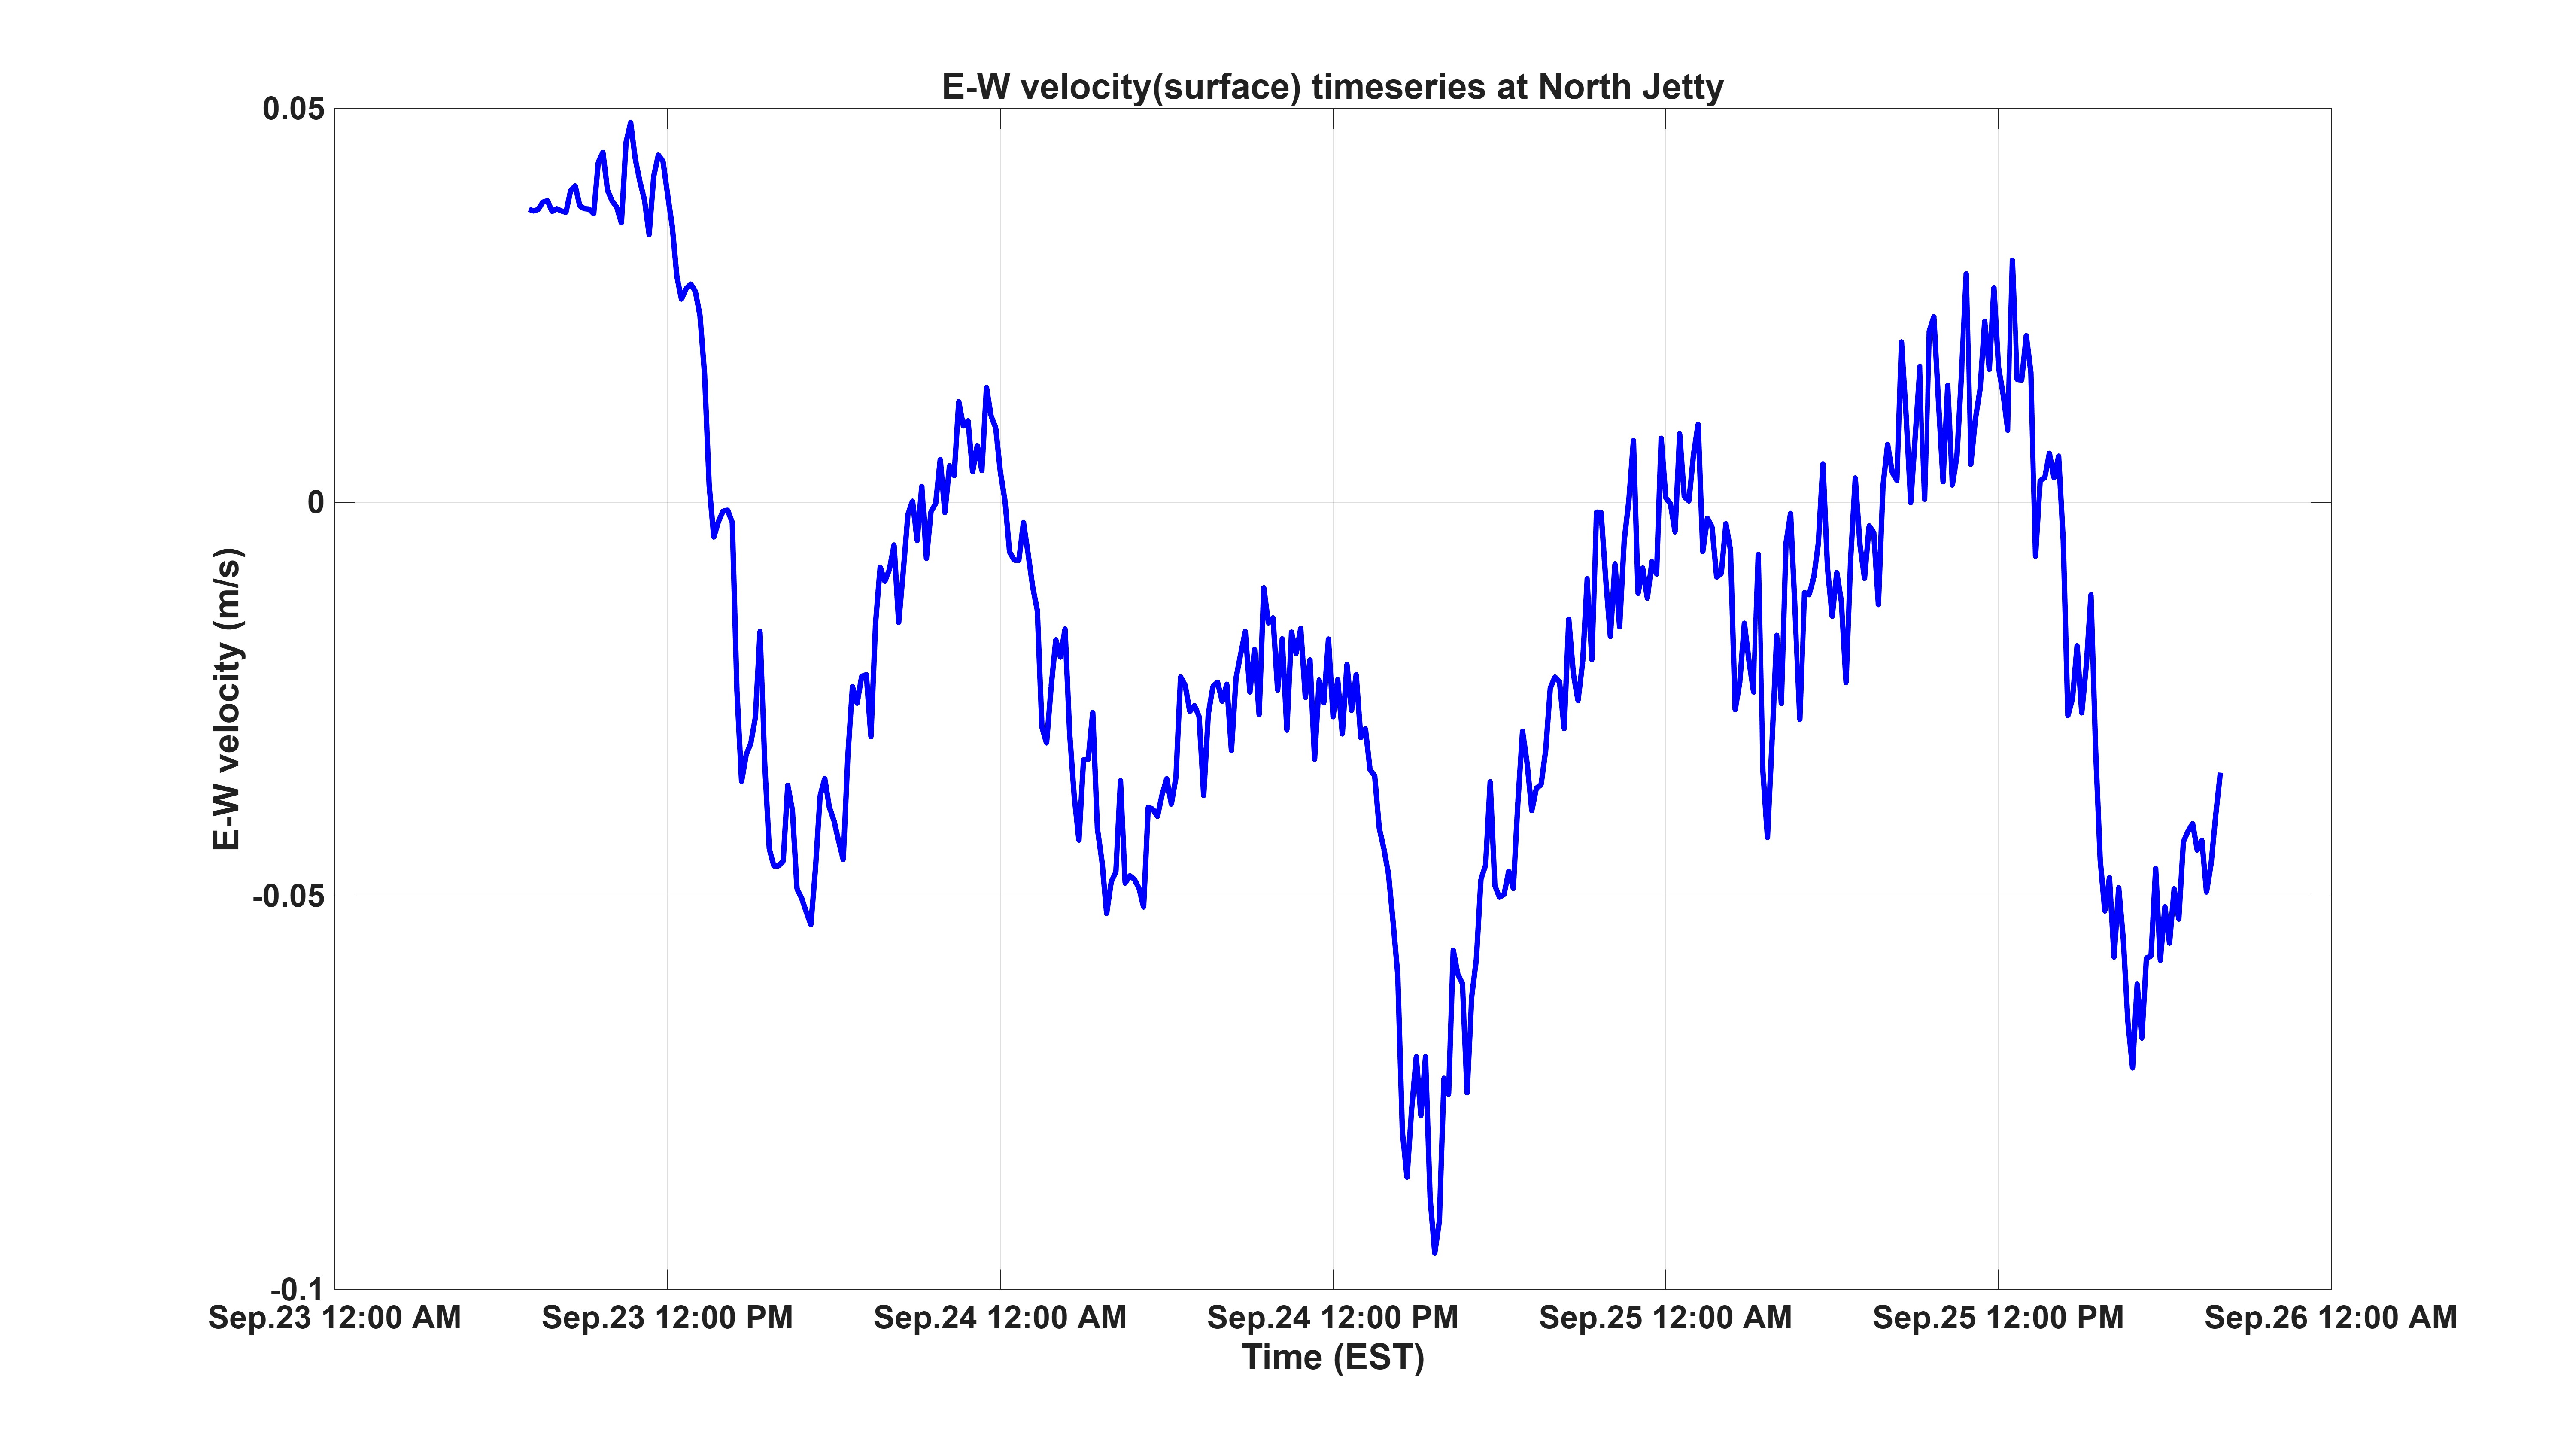 E-W velocity(surface) timeseries at North Jetty
0.05
0
-0.05
-0.1
E-W velocity (m/s)
Sep.23 12:00 AM
Sep.23 12:00 PM
Sep.24 12:00 AM
Sep.24 12:00 PM
Sep.25 12:00 AM
Sep.25 12:00 PM
Sep.26 12:00 AM
Time (EST)